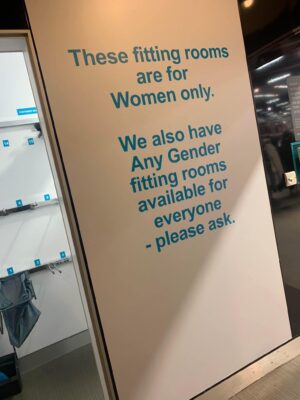 These fitting rooms
are for
Women only.
We also have
Any Gender
fitting rooms
available for
everyone
- please ask.